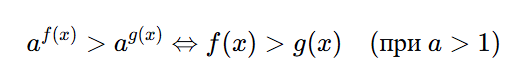 a^{f(x)} > a^{g(x)} ⇔ f(x) > g(x) (при a > 1)